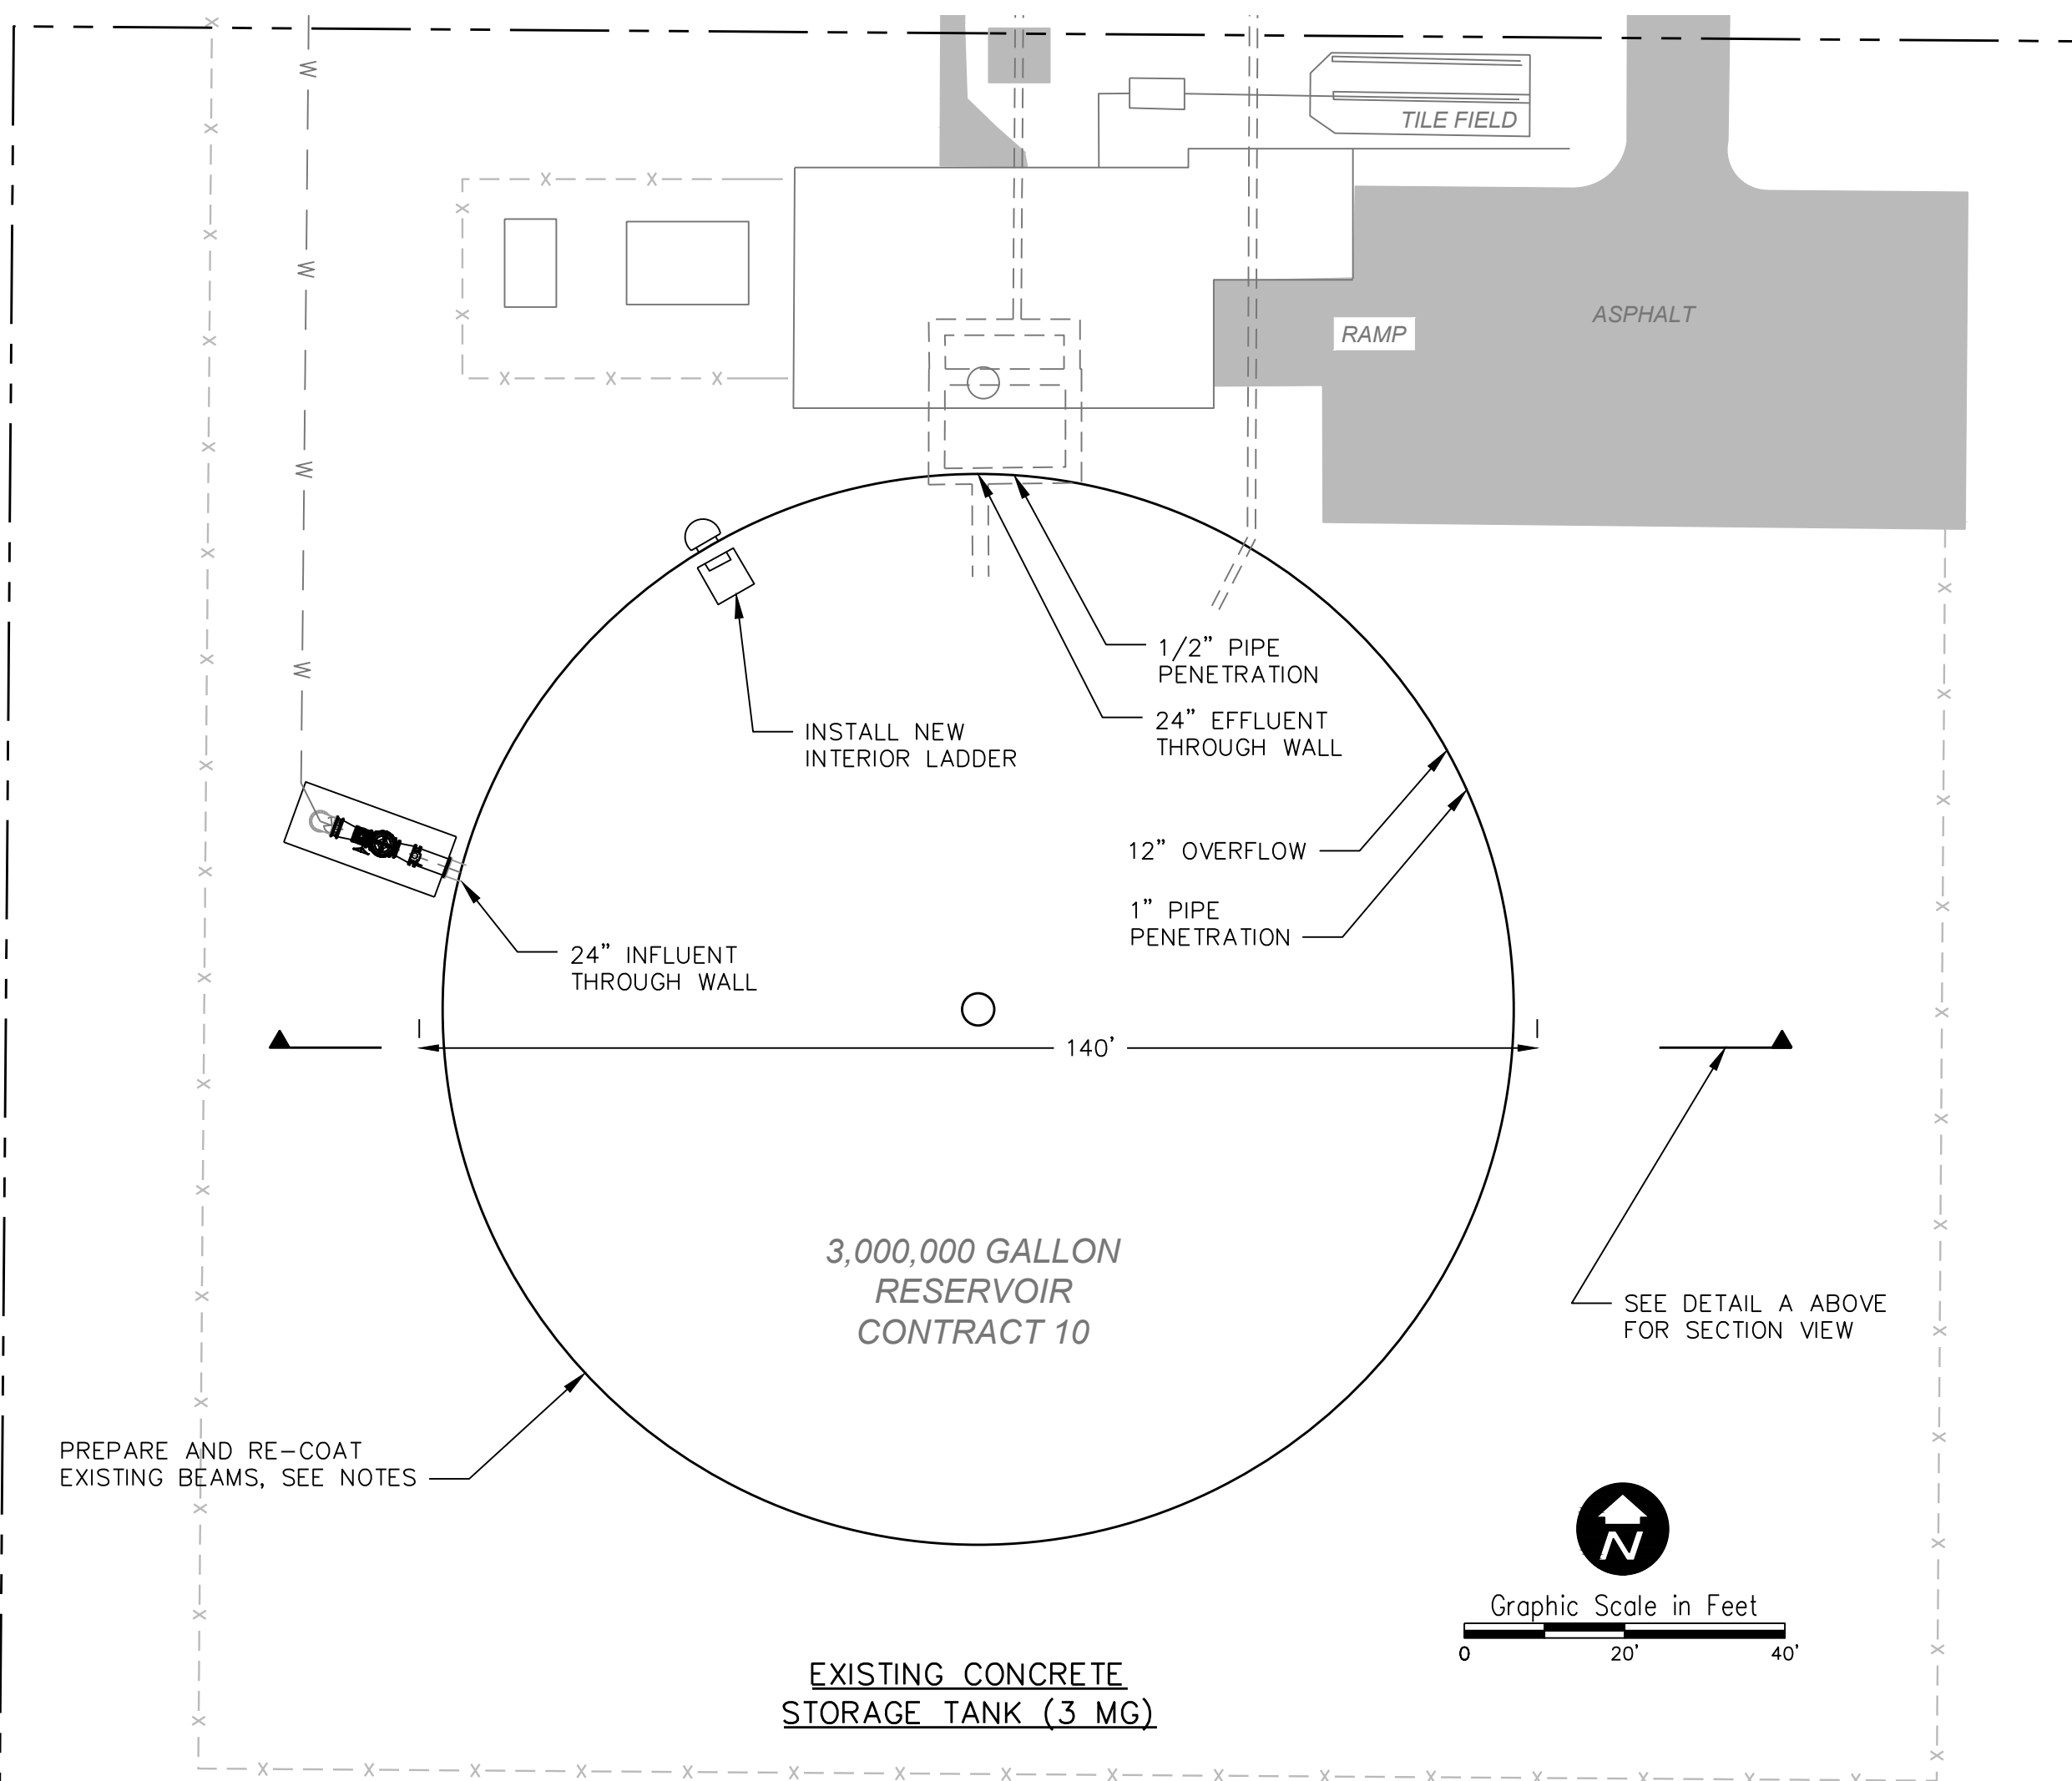 W
TILE FIELD
W
ASPHALT
RAMP
W
1/2” PIPE
PENETRATION
W
24” EFFLUENT
THROUGH WALL
INSTALL NEW
INTERIOR LADDER
12” OVERFLOW
1” PIPE
PENETRATION
24” INFLUENT
THROUGH WALL
140’
3,000,000 GALLON
RESERVOIR
CONTRACT 10
SEE DETAIL A ABOVE
FOR SECTION VIEW
PREPARE AND RE-COAT
EXISTING BEAMS, SEE NOTES
N
Graphic Scale in Feet
0 20’ 40’
EXISTING CONCRETE
STORAGE TANK (3 MG)